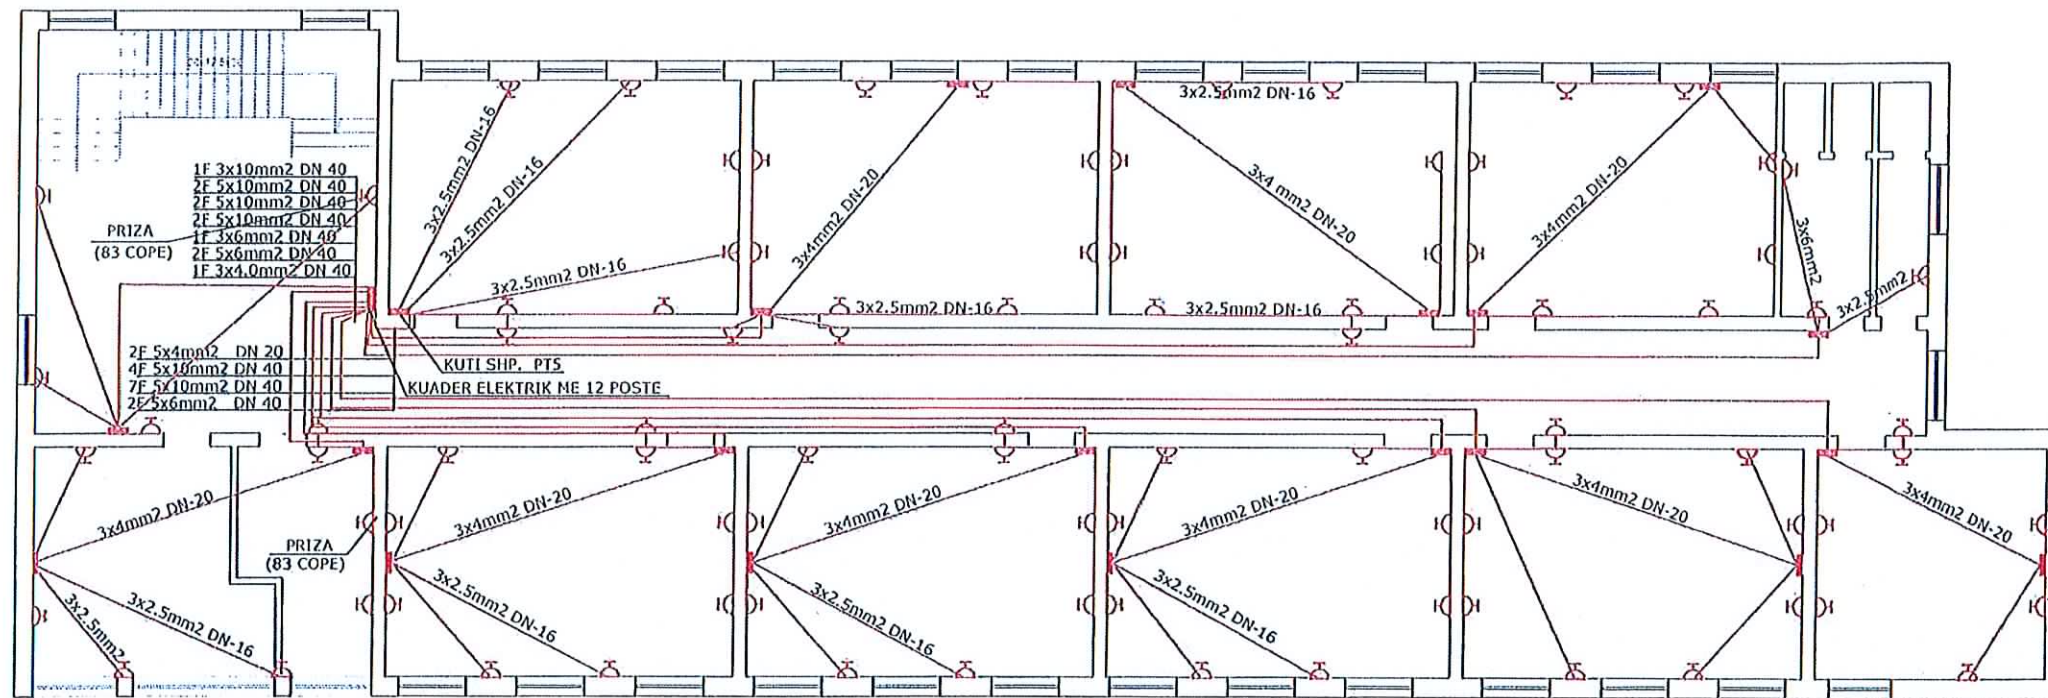 3x2.5mm2 DN-16
3x2.5mm2 DN-16
3x2.5mm2 DN-16
3x4mm2 DN-20
3x2.5mm2 DN-16
3x2.5mm2 DN-16
3x4 mm2 DN-20
3x2.5mm2 DN-16
3x4mm2 DN-20
3x6mm2
3x2.5mm2
1F 3x10mm2 DN 40
2F 5x10mm2 DN 40
2F 5x10mm2 DN 40
2F 5x10mm2 DN 40
1F 3x6mm2 DN 40
2F 5x6mm2 DN 40
1F 3x4.0mm2 DN 40
PRIZA
(83 COPE)
2F 5x4mm2 DN 20
4F 5x10mm2 DN 40
7F 5x10mm2 DN 40
2F 5x6mm2 DN 40
KUTI SHP. PTS
KUADER ELEKTRIK ME 12 POSTE
3x4mm2 DN-20
3x2.5mm2 DN-16
3x2.5mm2
PRIZA
(83 COPE)
3x4mm2 DN-20
3x2.5mm2 DN-16
3x4mm2 DN-20
3x2.5mm2 DN-16
3x4mm2 DN-20
3x2.5mm2 DN-16
3x4mm2 DN-20
3x4mm2 DN-20